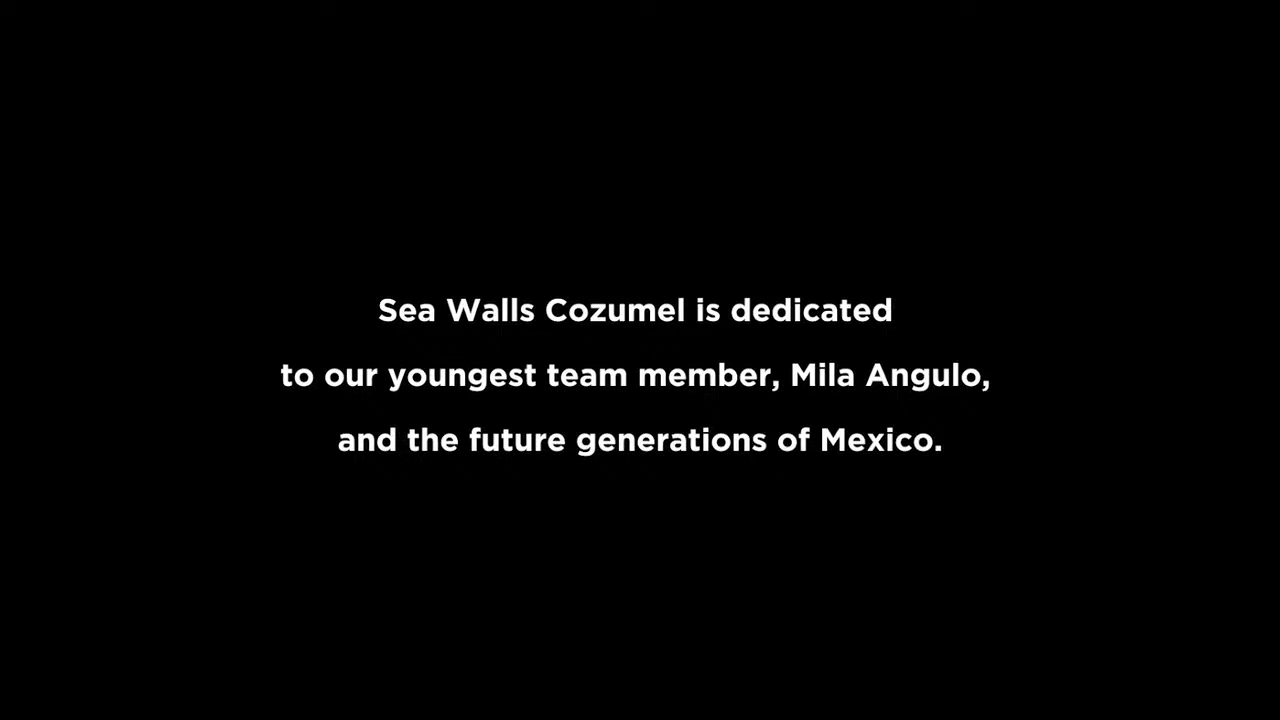 Sea Walls Cozumel is dedicated
to our youngest team member, Mila Angulo,
and the future generations of Mexico.